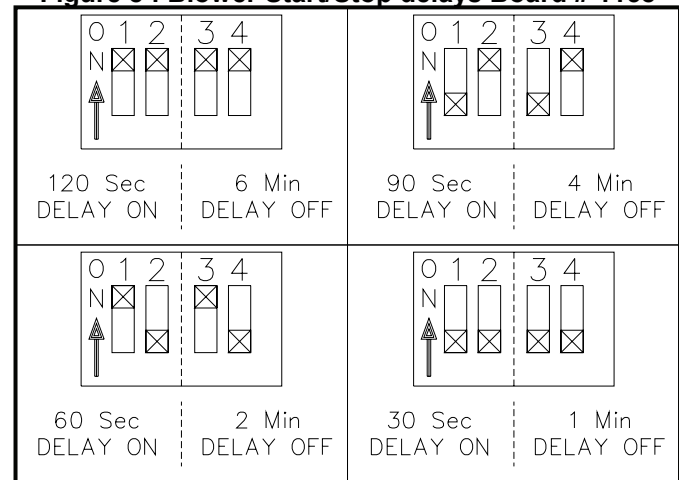 O 1 2 3 4
N
120 Sec 6 Min
DELAY ON DELAY OFF
O 1 2 3 4
N
90 Sec 4 Min
DELAY ON DELAY OFF
O 1 2 3 4
N
60 Sec 2 Min
DELAY ON DELAY OFF
O 1 2 3 4
N
30 Sec 1 Min
DELAY ON DELAY OFF